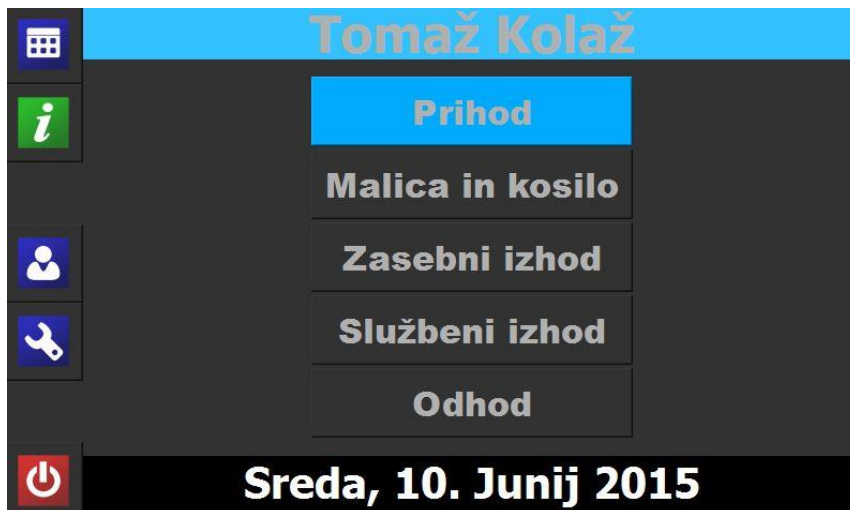 Tomaž Kolaž
i
Prihod
Malica in kosilo
Zasebni izhod
Službeni izhod
Odhod
Sreda, 10. Junij 2015